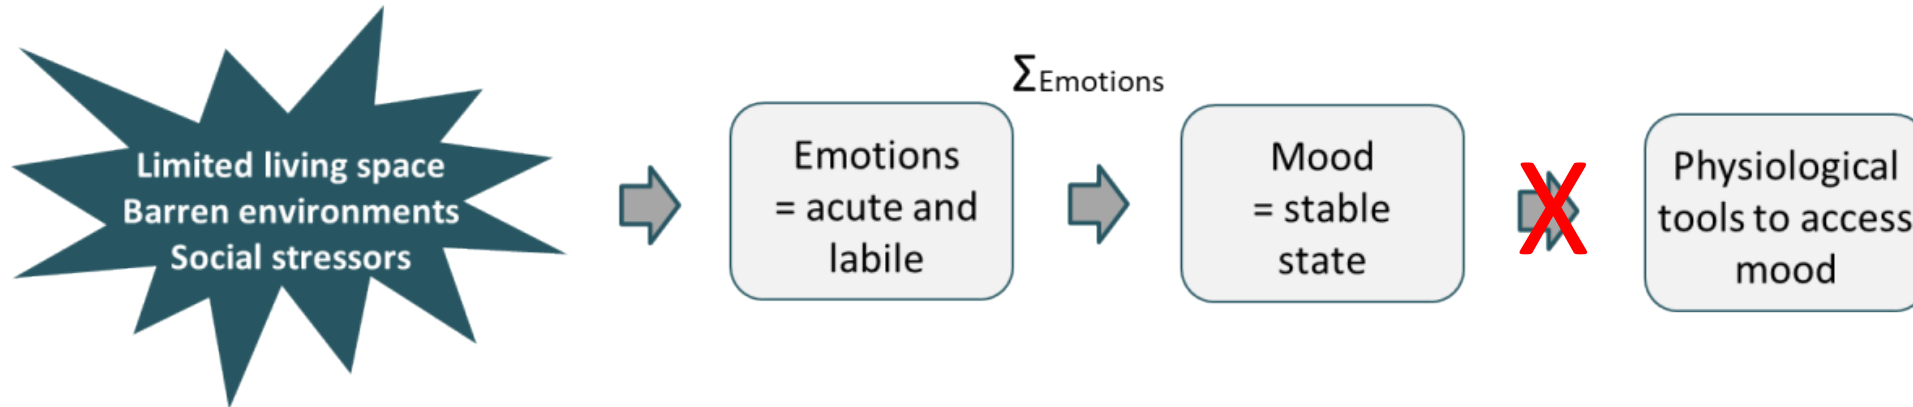 Limited living space
Barren environments
Social stressors
Emotions
= acute and
labile
ΣEmotions
Mood
= stable
state
X
Physiological
tools to access
mood